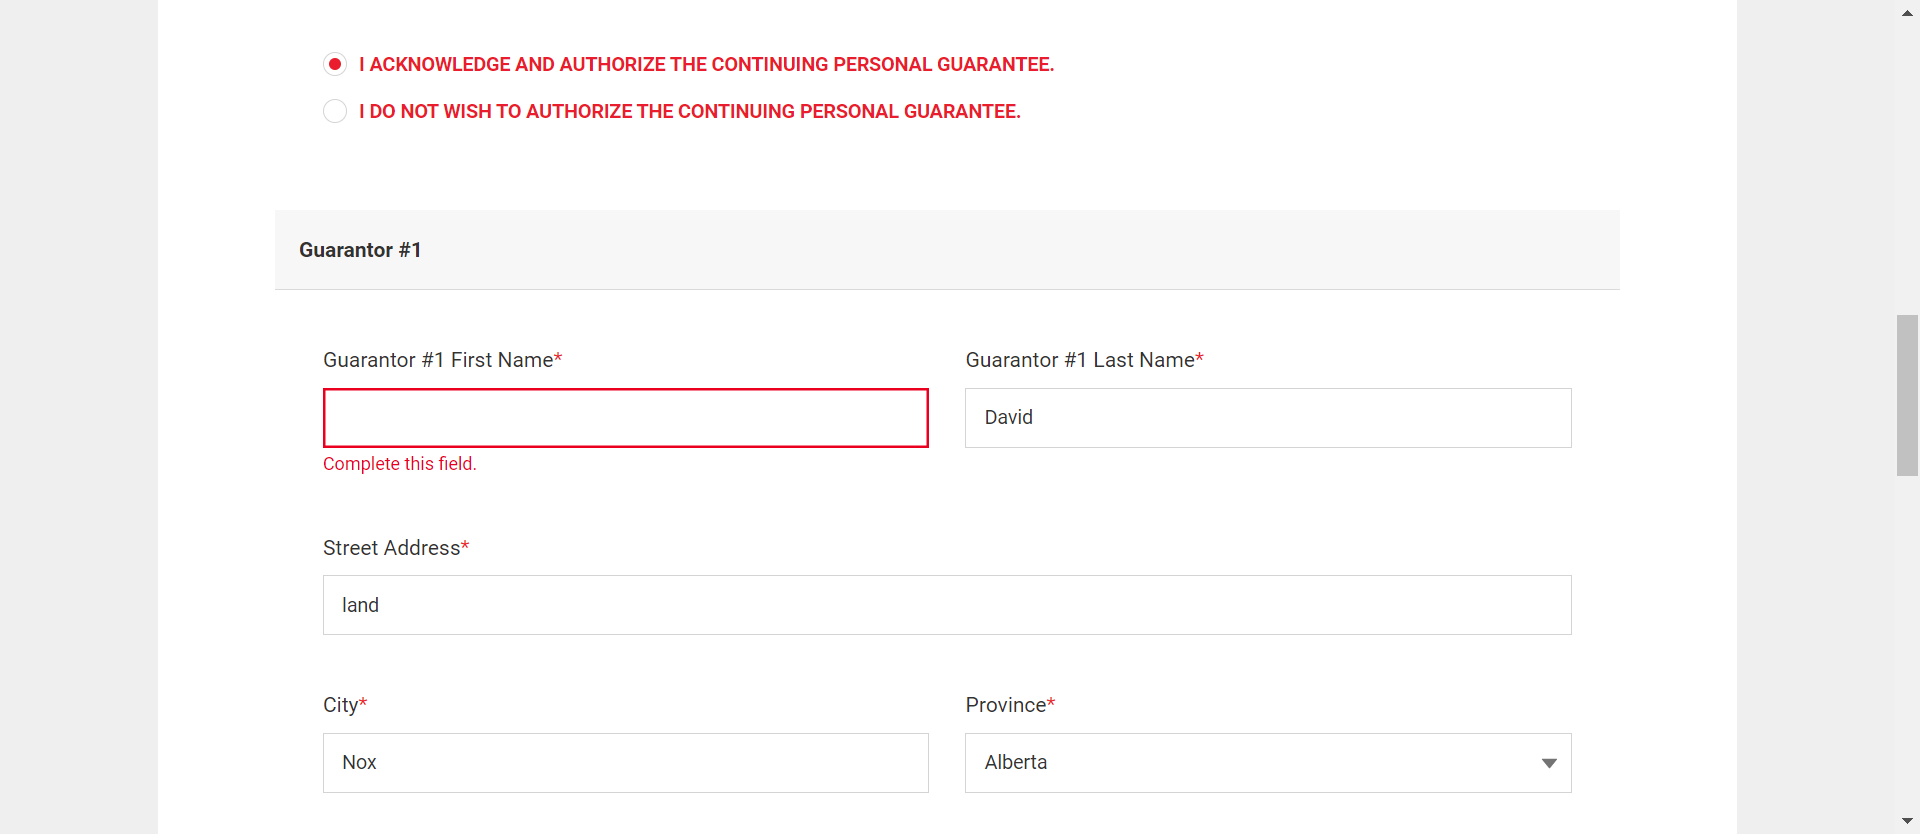 I ACKNOWLEDGE AND AUTHORIZE THE CONTINUING PERSONAL GUARANTEE.
I DO NOT WISH TO AUTHORIZE THE CONTINUING PERSONAL GUARANTEE.
Guarantor #1
Guarantor #1 First Name*
Guarantor #1 Last Name*
David
Complete this field.
Street Address*
land
City*
Province*
Nox
Alberta